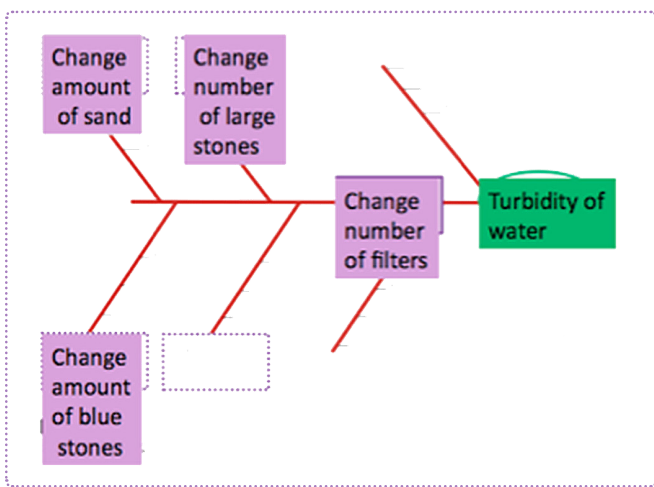 Change
amount
of sand
Change
number
of large
stones
Change
number
of filters
Turbidity of
water
Change
amount
of blue
stones